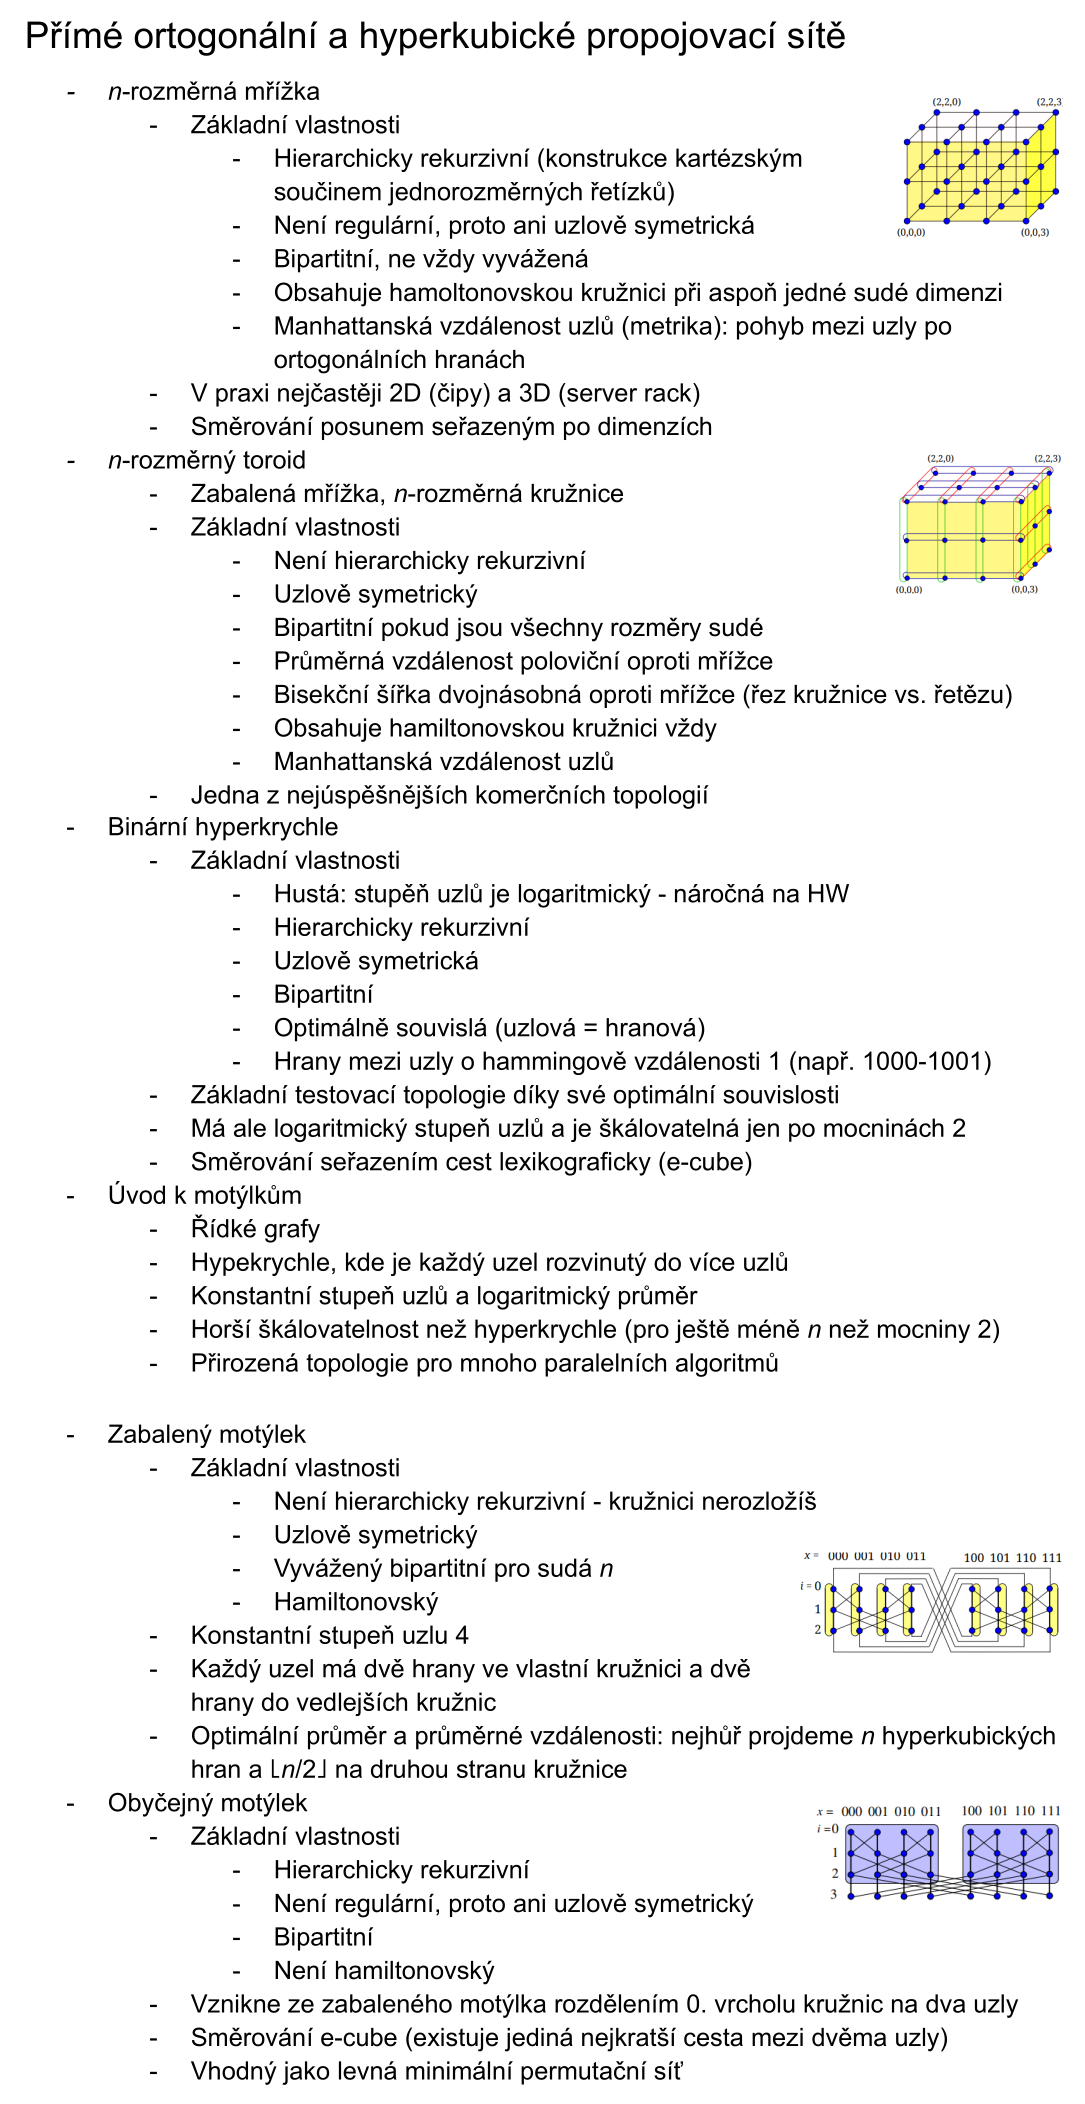 Přímé ortogonální a hyperkubické propojovací sítě
- n-rozměrná mřížka
- Základní vlastnosti
- Hierarchicky rekurzivní (konstrukce kartézským
součinem jednorozměrných řetízků)
- Není regulární, proto ani uzlově symetrická
- Bipartitní, ne vždy vyvážená
- Obsahuje hamoltonovskou kružnici při aspoň jedné sudé dimenzi
- Manhattanská vzdálenost uzlů (metrika): pohyb mezi uzly po
ortogonálních hranách
- V praxi nejčastěji 2D (čipy) a 3D (server rack)
- Směrování posunem seřazeným po dimenzích
(2,2,0) (2,2,3)
(0,0,0) (0,0,3)
- n-rozměrný toroid
- Zabalená mřížka, n-rozměrná kružnice
- Základní vlastnosti
- Není hierarchicky rekurzivní
- Uzlově symetrický
- Bipartitní pokud jsou všechny rozměry sudé
- Průměrná vzdálenost poloviční oproti mřížce
- Bisekční šířka dvojnásobná oproti mřížce (řez kružnice vs. řetězu)
- Obsahuje hamiltonovskou kružnici vždy
- Manhattanská vzdálenost uzlů
- Jedna z nejúspěšnějších komerčních topologií
(2,2,0) (2,2,3)
(0,0,0) (0,0,3)
- Binární hyperkrychle
- Základní vlastnosti
- Hustá: stupěň uzlů je logaritmický - náročná na HW
- Hierarchicky rekurzivní
- Uzlově symetrická
- Bipartitní
- Optimálně souvislá (uzlová = hranová)
- Hrany mezi uzly o hammingově vzdálenosti 1 (např. 1000-1001)
- Základní testovací topologie díky své optimální souvislosti
- Má ale logaritmický stupeň uzlů a je škálovatelná jen po mocninách 2
- Směrování seřazením cest lexikograficky (e-cube)
- Úvod k motýlkům
- Řídké grafy
- Hypekrychle, kde je každý uzel rozvinutý do více uzlů
- Konstantní stupeň uzlů a logaritmický průměr
- Horší škálovatelnost než hyperkrychle (pro ještě méně n než mocniny 2)
- Přirozená topologie pro mnoho paralelních algoritmů
- Zabalený motýlek
- Základní vlastnosti
- Není hierarchicky rekurzivní - kružnici nerozložíš
- Uzlově symetrický
- Vyvážený bipartitní pro sudá n
- Hamiltonovský
- Konstantní stupeň uzlu 4
- Každý uzel má dvě hrany ve vlastní kružnici a dvě
hrany do vedlejších kružnic
- Optimální průměr a průměrné vzdálenosti: nejhůř projdeme n hyperkubických
hran a ⌊n/2⌋ na druhou stranu kružnice
x = 000 001 010 011 100 101 110 111
i = 0
1
2
- Obyčejný motýlek
- Základní vlastnosti
- Hierarchicky rekurzivní
- Není regulární, proto ani uzlově symetrický
- Bipartitní
- Není hamiltonovský
- Vznikne ze zabaleného motýlka rozdělením 0. vrcholu kružnic na dva uzly
- Směrování e-cube (existuje jediná nejkratší cesta mezi dvěma uzly)
- Vhodný jako levná minimální permutační síť
x = 000 001 010 011 100 101 110 111
i =0
1
2
3